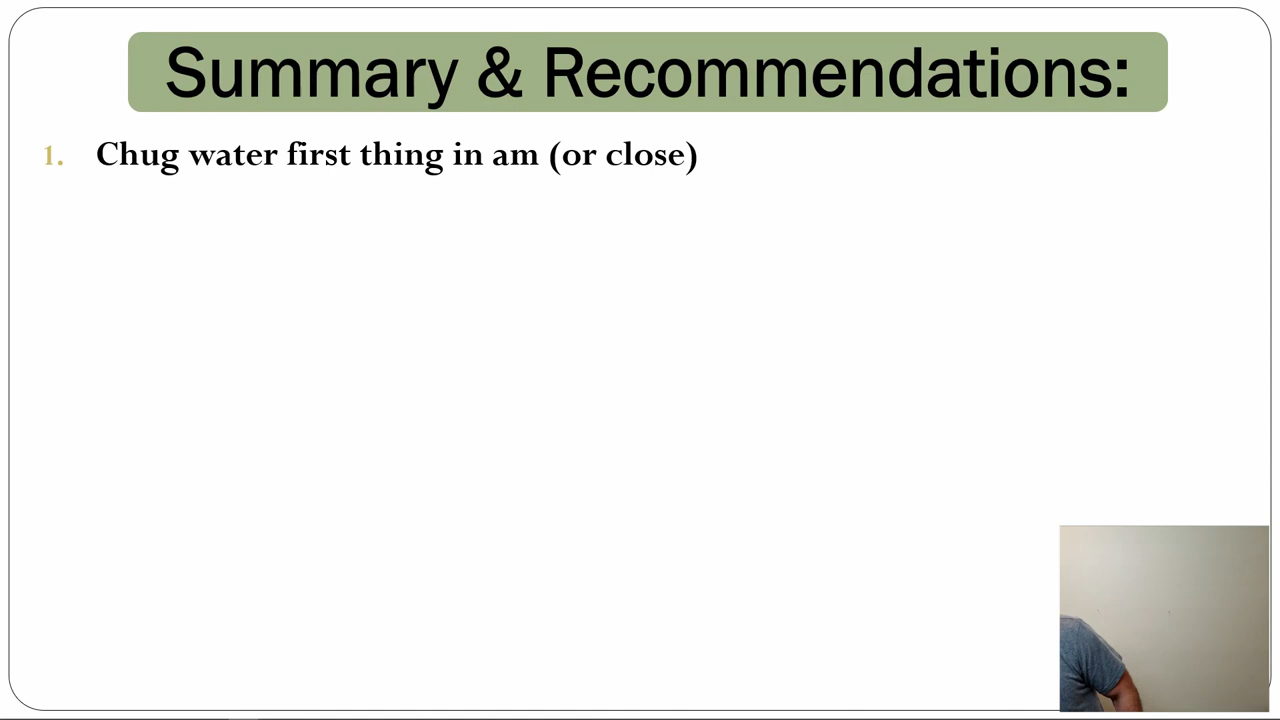 Summary & Recommendations:
1. Chug water first thing in am (or close)